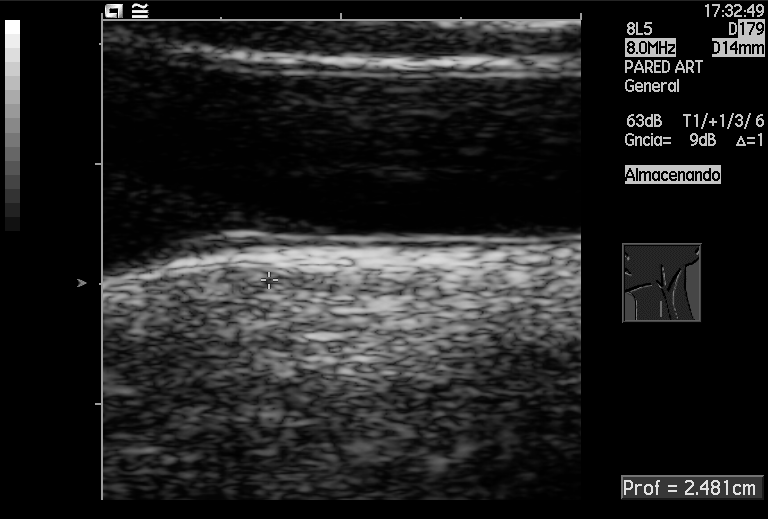 17:32:49
8L5 D179
8.0MHz D14mm
PARED ART
General
63dB T1/+1/3/ 6
Gncia= 9dB Δ=1
Almacenando
Prof = 2.481cm